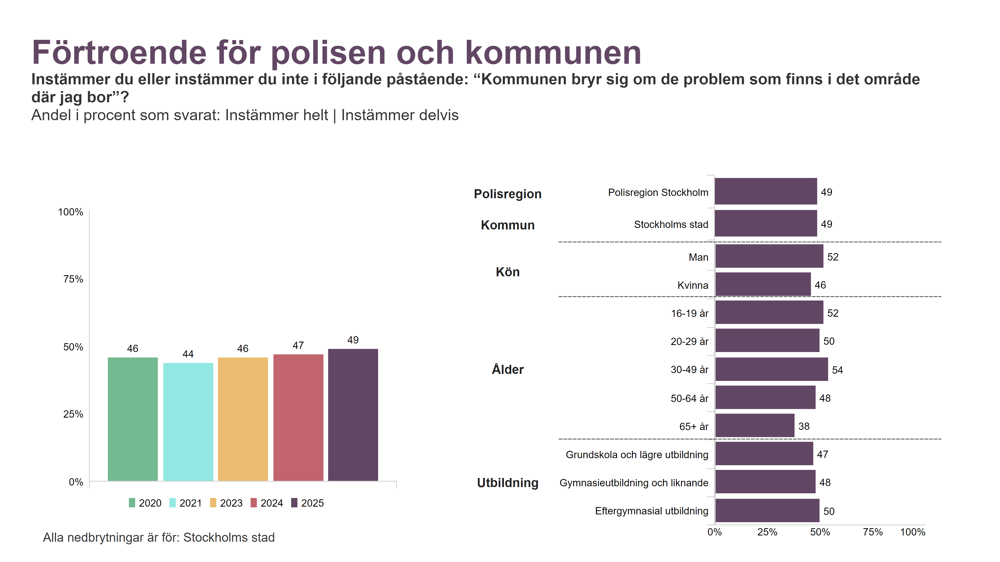 Förtroende för polisen och kommunen
Instämmer du eller instämmer du inte i följande påstående: “Kommunen bryr sig om de problem som finns i det område
där jag bor”?
Andel i procent som svarat: Instämmer helt | Instämmer delvis
100%
75%
50%
25%
0%
46
44
46
47
49
2020
2021
2023
2024
2025
Alla nedbrytningar är för: Stockholms stad
Polisregion
Polisregion Stockholm 49
Kommun
Stockholms stad 49
Kön
Man 52
Kvinna 46
Ålder
16-19 år 52
20-29 år 50
30-49 år 54
50-64 år 48
65+ år 38
Utbildning
Grundskola och lägre utbildning 47
Gymnasieutbildning och liknande 48
Eftergymnasial utbildning 50
0% 25% 50% 75% 100%